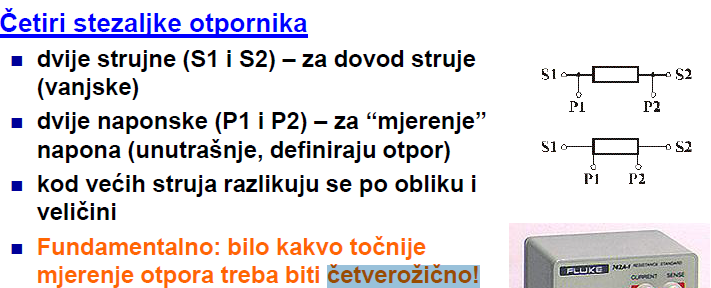 Četiri stezaljke otpornika
dvije strujne (S1 i S2) – za dovod struje
(vanjske)
dvije naponske (P1 i P2) – za “mjerenje”
napona (unutrašnje, definiraju otpor)
kod većih struja razlikuju se po obliku i
veličini
Fundamentalno: bilo kakvo točnije
mjerenje otpora treba biti četverožično!
S1 S2
P1 P2
S1 S2
P1 P2
FLUKE 742A-1 RESISTANCE STANDARD
CURRENT SENSE